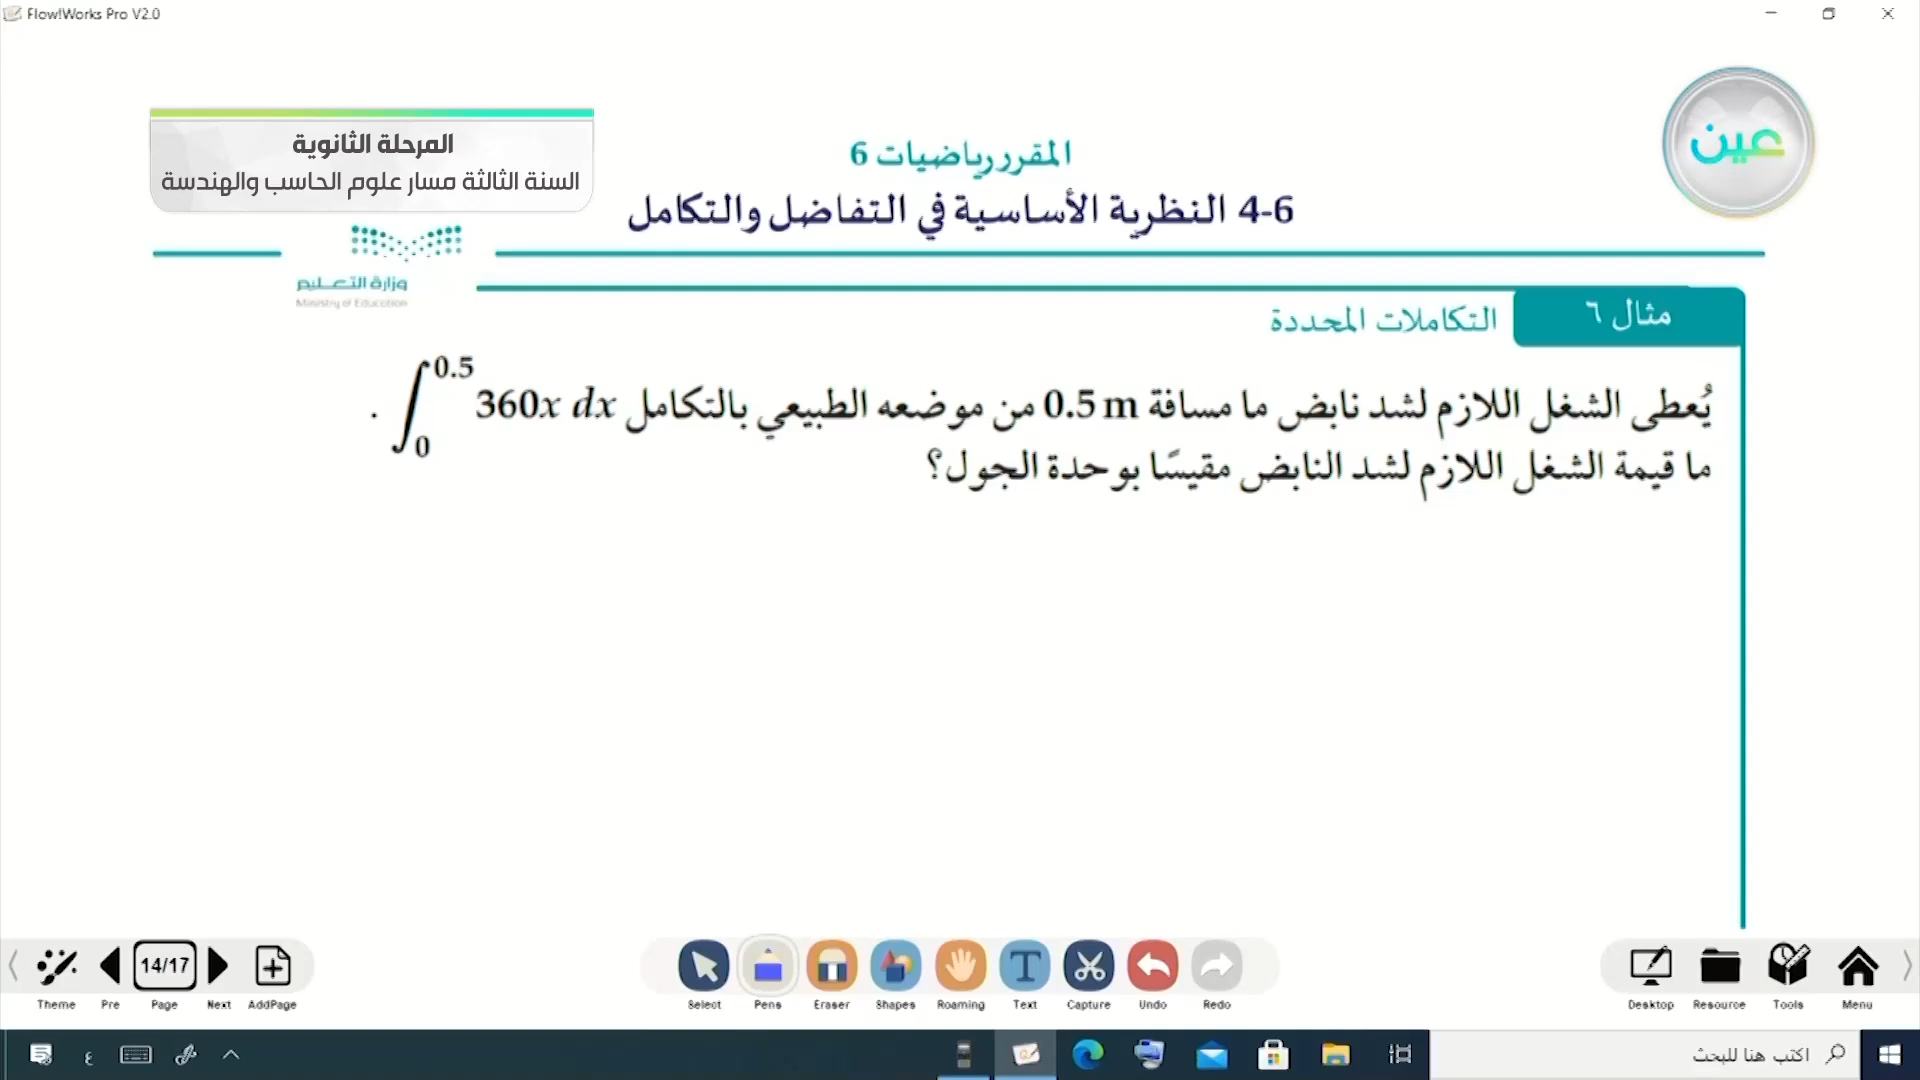 Flow!Works Pro V2.0
عين
المرحلة الثانوية
السنة الثالثة مسار علوم الحاسب والهندسة
المقرر رياضيات 6
4-6 النظرية الأساسية في التفاضل والتكامل
وزارة التعليم
Ministry of Education
مثال ٦
التكاملات المحددة
يُعطى الشغل اللازم لشد نابض ما مسافة 0.5 m من موضعه الطبيعي بالتكامل ∫₀^0.5 360x dx .
ما قيمة الشغل اللازم لشد النابض مقيسًا بوحدة الجول؟
14/17
Theme Pre Page Next AddPage
Select Pens Eraser Shapes Roaming Text Capture Undo Redo
Desktop Resource Tools Menu
ع
اكتب هنا للبحث